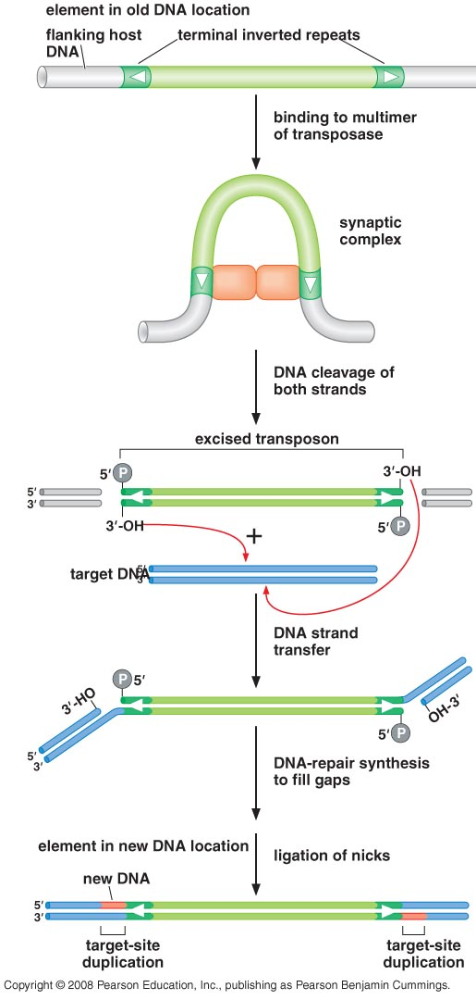 element in old DNA location
flanking host
DNA
terminal inverted repeats
binding to multimer
of transposase
synaptic
complex
DNA cleavage of
both strands
excised transposon
5′ P
3′-OH
5′
3′
3′-OH
5′ P
+
target DNA
5′
3′
DNA strand
transfer
P 5′
3′-HO
OH-3′
5′ P
5′
3′
DNA-repair synthesis
to fill gaps
element in new DNA location
ligation of nicks
new DNA
5′
3′
target-site
duplication
target-site
duplication
Copyright © 2008 Pearson Education, Inc., publishing as Pearson Benjamin Cummings.